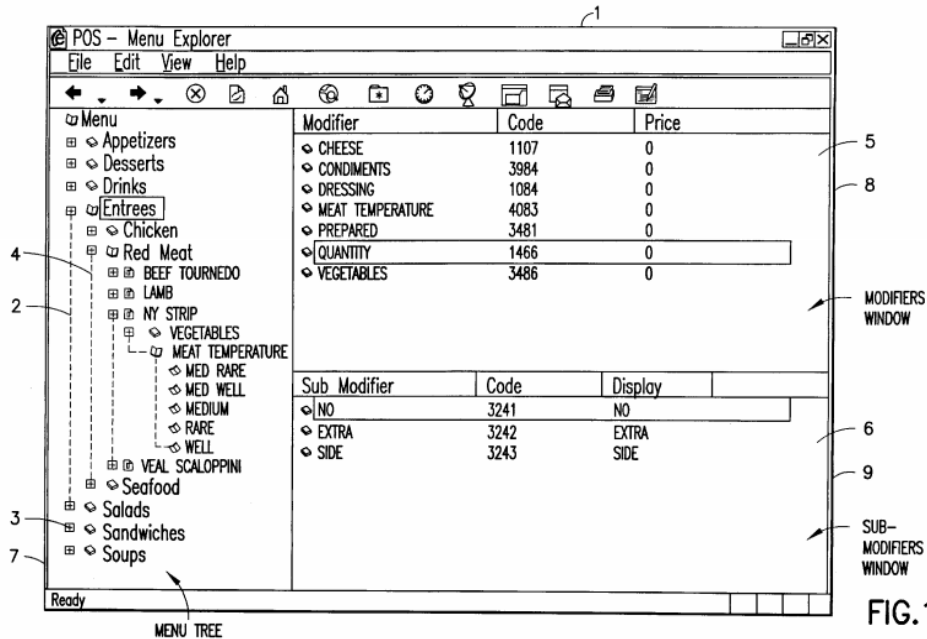 1
POS - Menu Explorer
File Edit View Help
Menu
Appetizers
Desserts
Drinks
Entrees
Chicken
Red Meat
BEEF TOURNEDO
LAMB
NY STRIP
VEGETABLES
MEAT TEMPERATURE
MED RARE
MED WELL
MEDIUM
RARE
WELL
VEAL SCALOPPINI
Seafood
Salads
Sandwiches
Soups
4
2
3
7
MENU TREE
Modifier Code Price
CHEESE 1107 0
CONDIMENTS 3984 0
DRESSING 1084 0
MEAT TEMPERATURE 4083 0
PREPARED 3481 0
QUANTITY 1466 0
VEGETABLES 3486 0
5
8
MODIFIERS
WINDOW
Sub Modifier Code Display
NO 3241 NO
EXTRA 3242 EXTRA
SIDE 3243 SIDE
6
9
SUB-
MODIFIERS
WINDOW
Ready
FIG.